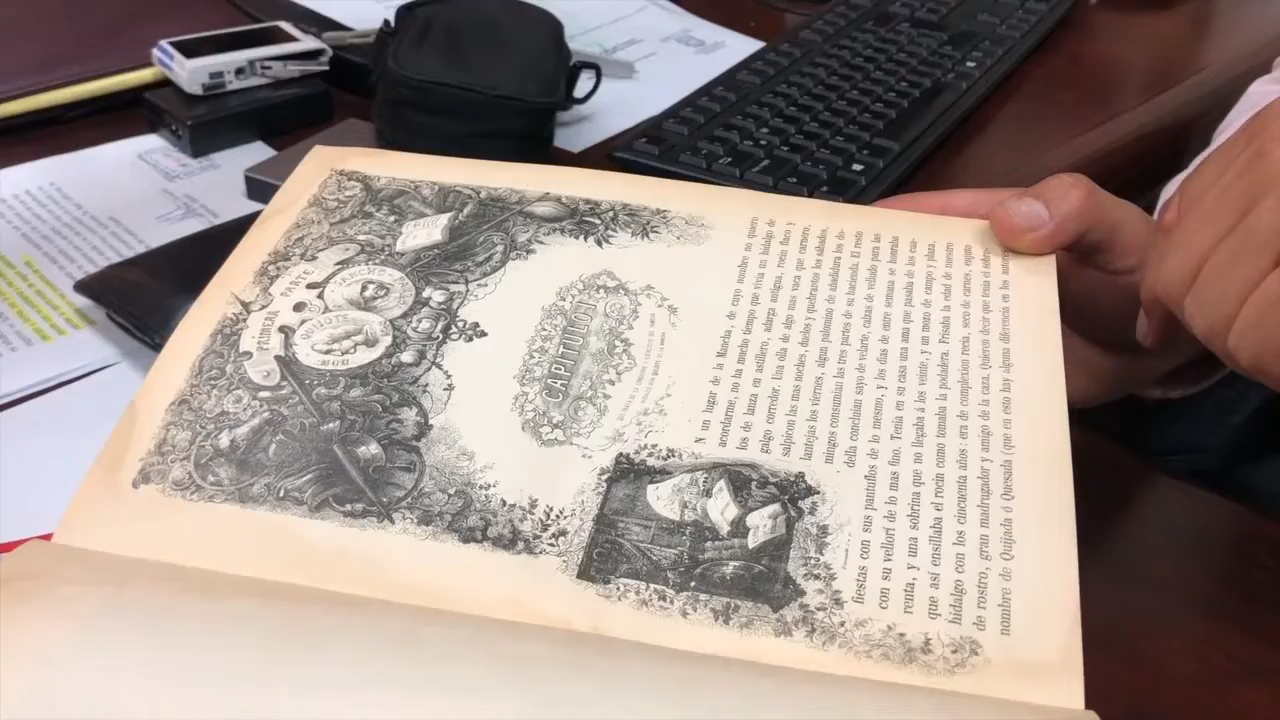 PRIMERA PARTE
SANCHO
QUIJOTE
DON
CAPITULO I
N un lugar de la Mancha, de cuyo nombre no quiero
acordarme, no ha mucho tiempo que vivia un hidalgo de
los de lanza en astillero, adarga antigua, rocin flaco y
galgo corredor. Una olla de algo mas vaca que carnero,
salpicon las mas noches, duelos y quebrantos los sábados,
lantejas los viernes, algun palomino de añadidura los do-
mingos consumian las tres partes de su hacienda. El resto
della concluian sayo de velarte, calzas de velludo para las
fiestas con sus pantuflos de lo mesmo, y los dias de entre semana se honraba
con su vellorí de lo mas fino. Tenia en su casa una ama que pasaba de los cua-
renta, y una sobrina que no llegaba á los veinte, y un mozo de campo y plaza,
que así ensillaba el rocin como tomaba la podadera. Frisaba la edad de nuestro
hidalgo con los cincuenta años: era de complexion recia, seco de carnes, enjuto
de rostro, gran madrugador y amigo de la caza. Quieren decir que tenia el sobre-
nombre de Quijada ó Quesada (que en esto hay alguna diferencia en los autores